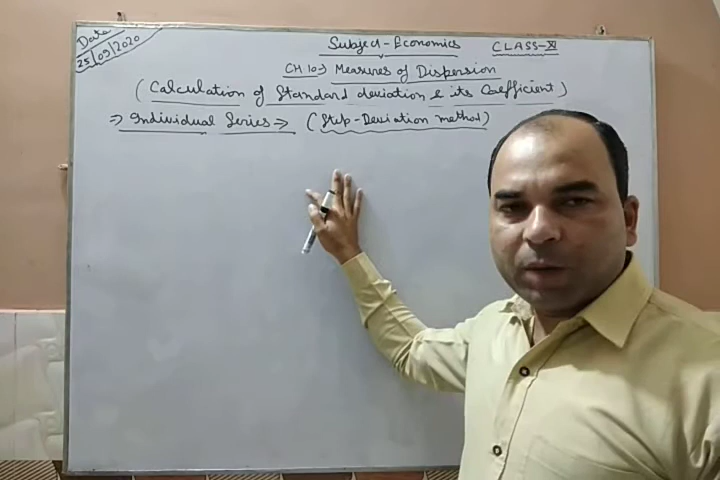 Date
25/09/2020
Subject-Economics CLASS-XI
CH.10→ Measures of Dispersion
(Calculation of Standard deviation & its Coefficient)
⇒ Individual Series→ (Step-Deviation method)